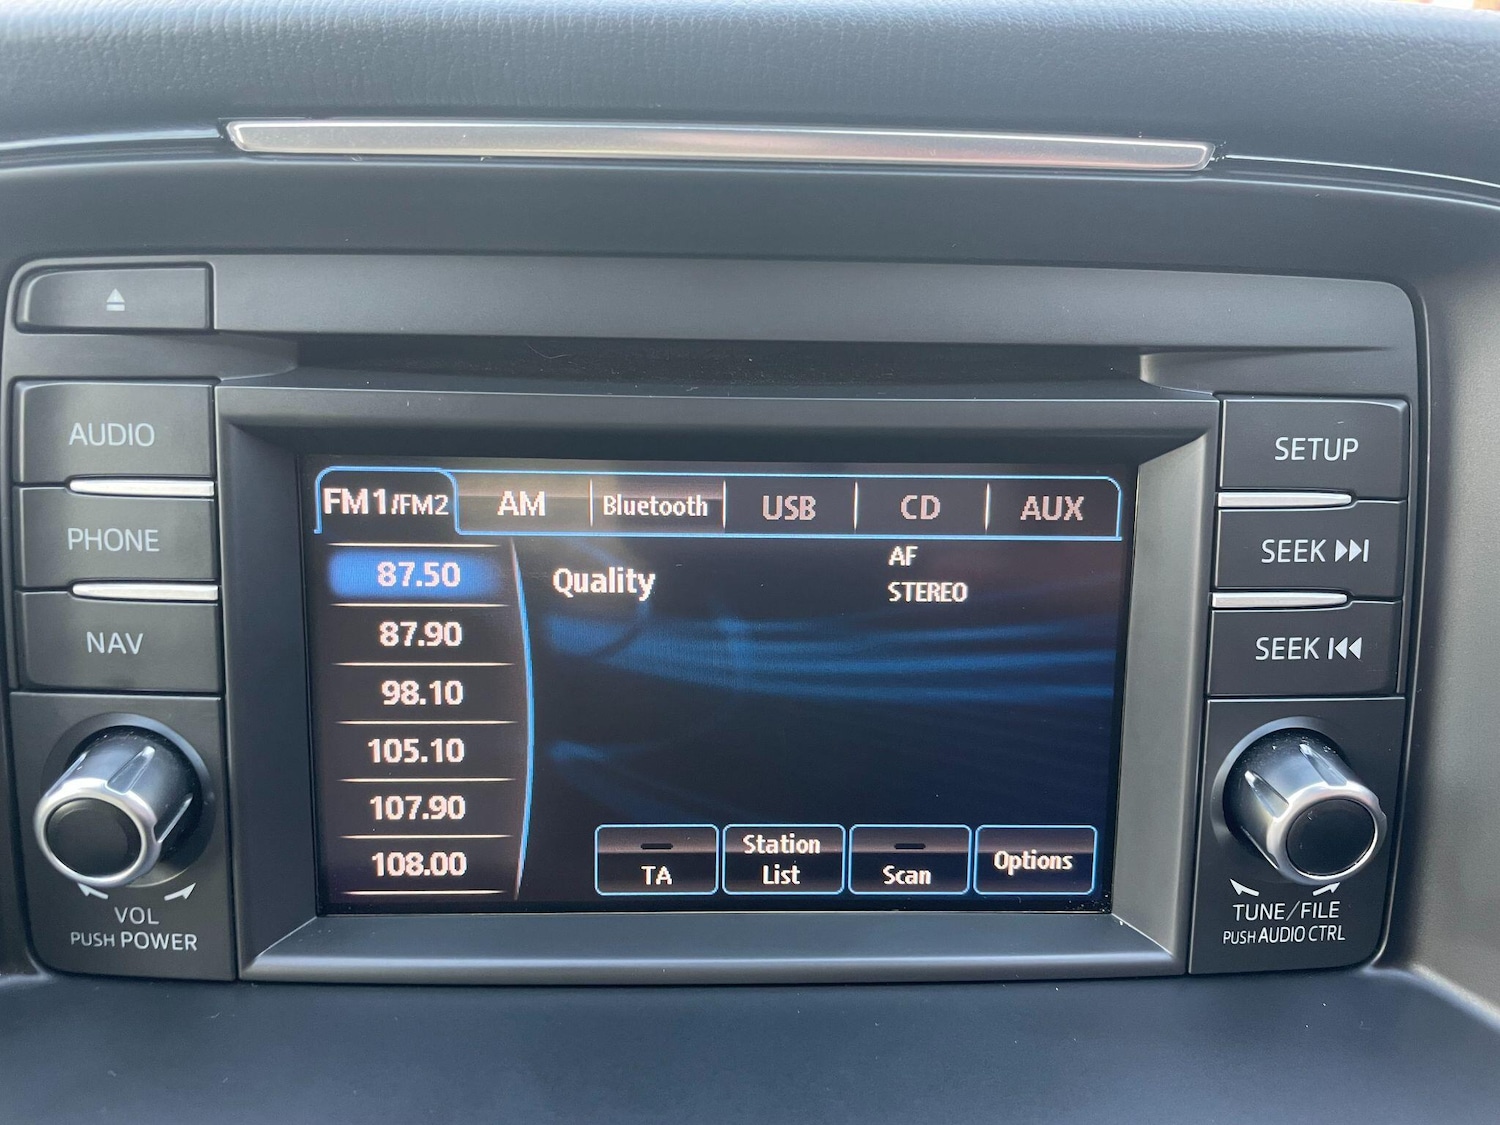 AUDIO
PHONE
NAV
VOL
PUSH POWER
FM1/FM2 AM Bluetooth USB CD AUX
87.50
87.90
98.10
105.10
107.90
108.00
Quality
AF
STEREO
TA
Station
List
Scan
Options
SETUP
SEEK
SEEK
TUNE/FILE
PUSH AUDIO CTRL